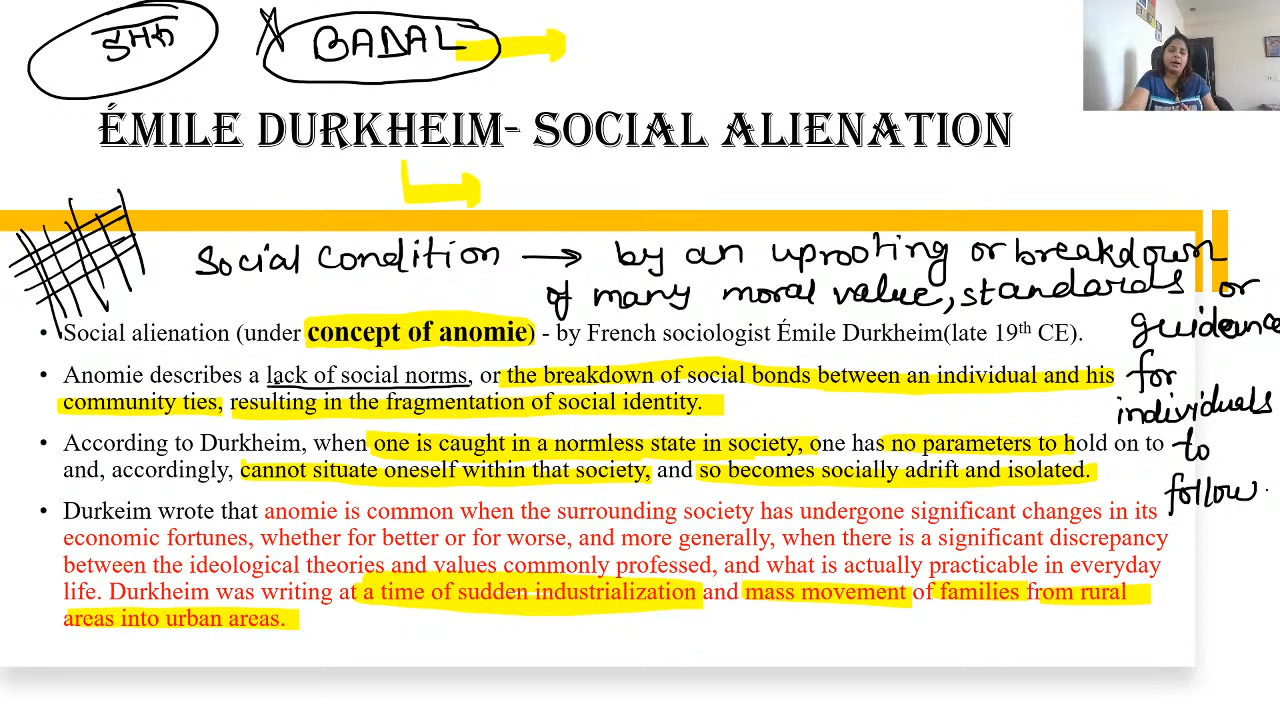 डमरू
BADAL
ÉMILE DURKHEIM- SOCIAL ALIENATION
Social Condition → by an uprooting or breakdown
of many moral value, standards or
guidence
for
individuals
to
follow.
• Social alienation (under concept of anomie) - by French sociologist Émile Durkheim(late 19th CE).
• Anomie describes a lack of social norms, or the breakdown of social bonds between an individual and his
community ties, resulting in the fragmentation of social identity.
• According to Durkheim, when one is caught in a normless state in society, one has no parameters to hold on to
and, accordingly, cannot situate oneself within that society, and so becomes socially adrift and isolated.
• Durkeim wrote that anomie is common when the surrounding society has undergone significant changes in its
economic fortunes, whether for better or for worse, and more generally, when there is a significant discrepancy
between the ideological theories and values commonly professed, and what is actually practicable in everyday
life. Durkheim was writing at a time of sudden industrialization and mass movement of families from rural
areas into urban areas.